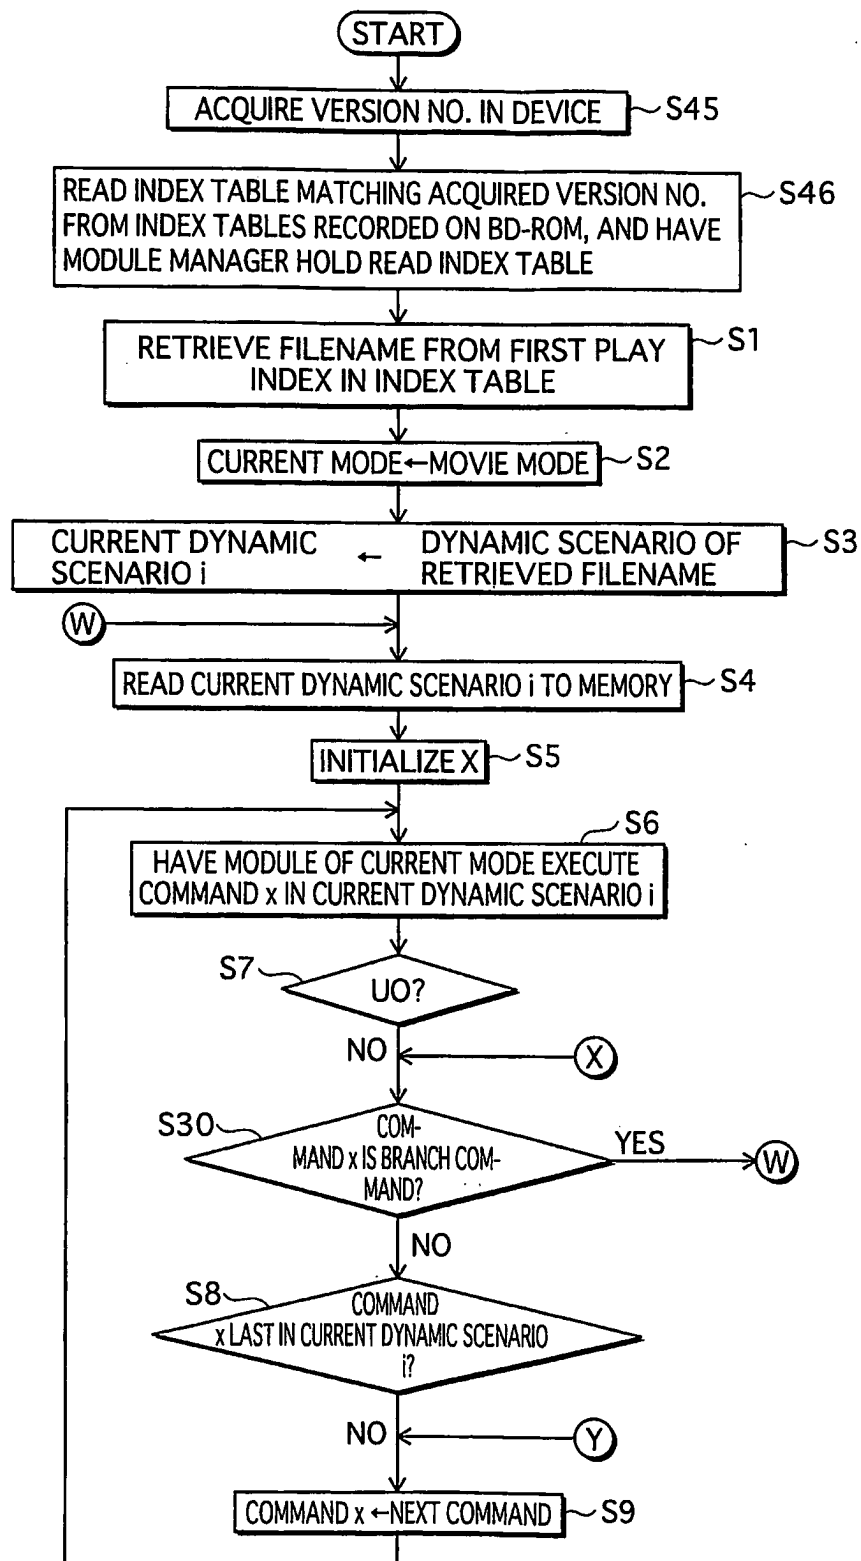 START
ACQUIRE VERSION NO. IN DEVICE
S45
READ INDEX TABLE MATCHING ACQUIRED VERSION NO.
FROM INDEX TABLES RECORDED ON BD-ROM, AND HAVE
MODULE MANAGER HOLD READ INDEX TABLE
S46
RETRIEVE FILENAME FROM FIRST PLAY
INDEX IN INDEX TABLE
S1
CURRENT MODE←MOVIE MODE
S2
CURRENT DYNAMIC
SCENARIO i
←
DYNAMIC SCENARIO OF
RETRIEVED FILENAME
S3
W
READ CURRENT DYNAMIC SCENARIO i TO MEMORY
S4
INITIALIZE X
S5
S6
HAVE MODULE OF CURRENT MODE EXECUTE
COMMAND x IN CURRENT DYNAMIC SCENARIO i
S7
UO?
NO
X
S30
COM-
MAND x IS BRANCH COM-
MAND?
YES
W
NO
S8
COMMAND
x LAST IN CURRENT DYNAMIC SCENARIO
i?
NO
Y
COMMAND x ←NEXT COMMAND
S9